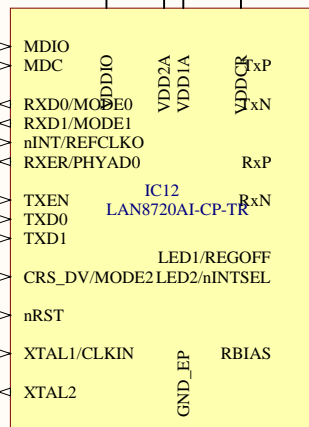 MDIO
MDC
VDDIO
VDD2A
VDD1A
VDDCR
TxP
RXD0/MODE0
TxN
RXD1/MODE1
nINT/REFCLKO
RXER/PHYAD0
RxP
IC12
TXEN
RxN
LAN8720AI-CP-TR
TXD0
TXD1
LED1/REGOFF
CRS_DV/MODE2
LED2/nINTSEL
nRST
XTAL1/CLKIN
RBIAS
XTAL2
GND_EP